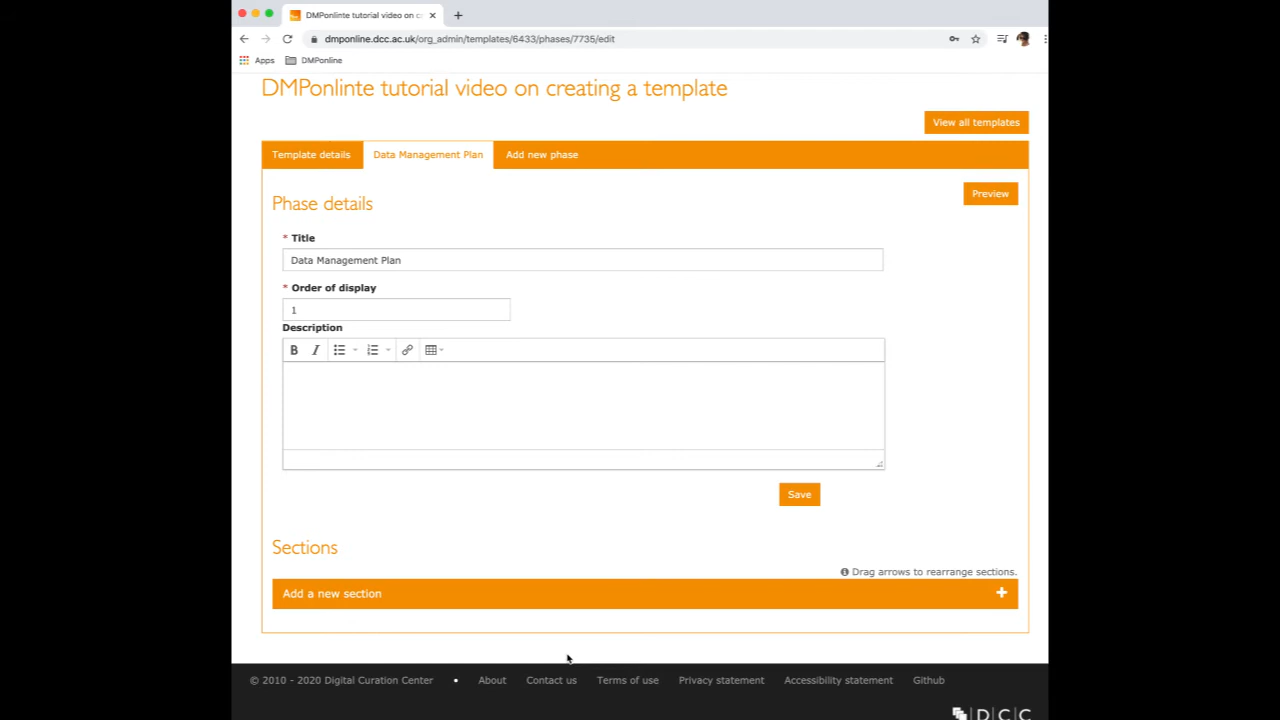 DMPonlinte tutorial video on c
dmponline.dcc.ac.uk/org_admin/templates/6433/phases/7735/edit
Apps DMPonline
DMPonlinte tutorial video on creating a template
View all templates
Template details Data Management Plan Add new phase
Preview
Phase details
* Title
Data Management Plan
* Order of display
1
Description
B I
Save
Sections
Drag arrows to rearrange sections.
Add a new section +
© 2010 - 2020 Digital Curation Center • About Contact us Terms of use Privacy statement Accessibility statement Github
DCC